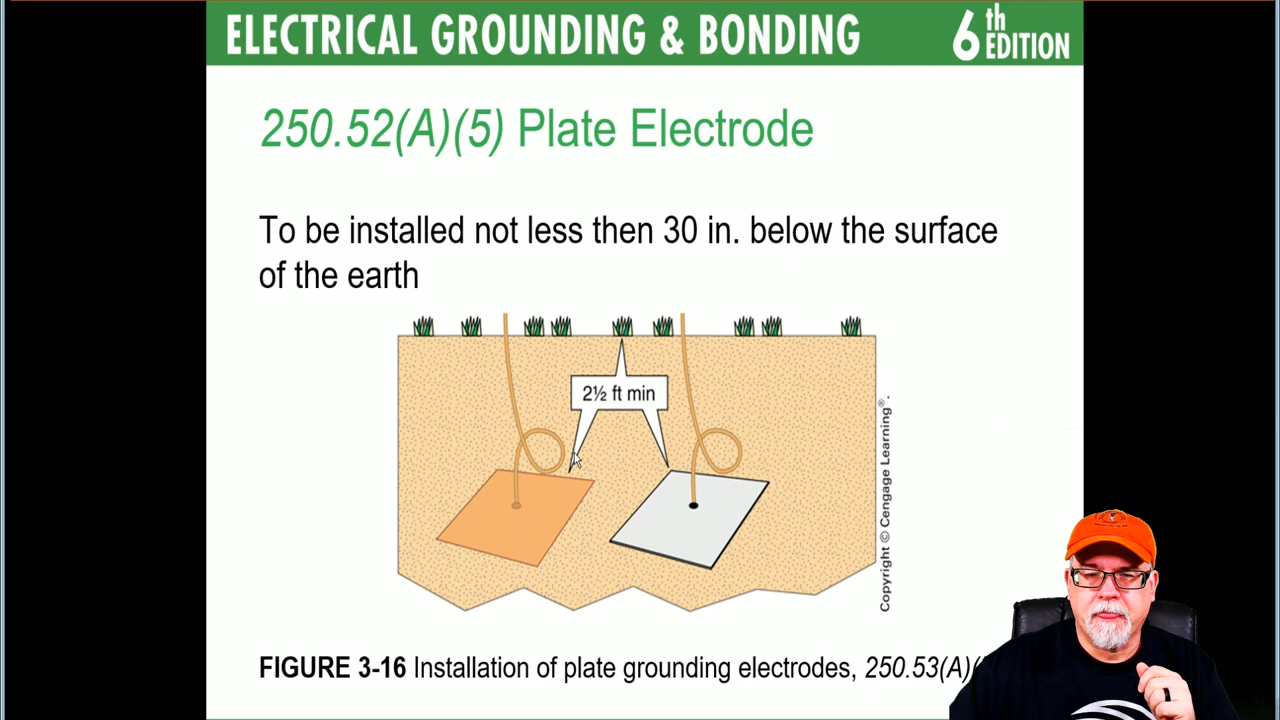 ELECTRICAL GROUNDING & BONDING 6th EDITION
250.52(A)(5) Plate Electrode
To be installed not less then 30 in. below the surface
of the earth
2½ ft min
Copyright © Cengage Learning®.
FIGURE 3-16 Installation of plate grounding electrodes, 250.53(A)(